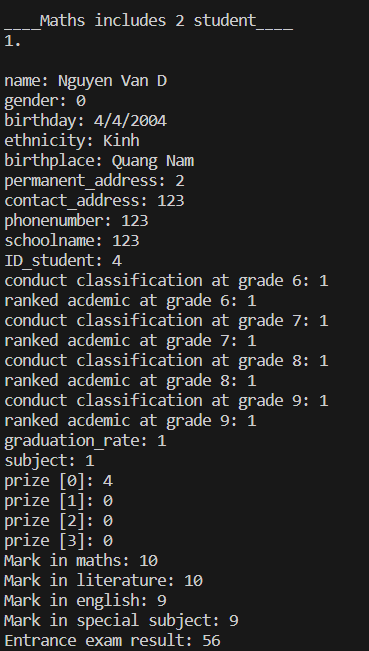 ____Maths includes 2 student____
1.
name: Nguyen Van D
gender: 0
birthday: 4/4/2004
ethnicity: Kinh
birthplace: Quang Nam
permanent_address: 2
contact_address: 123
phonenumber: 123
schoolname: 123
ID_student: 4
conduct classification at grade 6: 1
ranked acdemic at grade 6: 1
conduct classification at grade 7: 1
ranked acdemic at grade 7: 1
conduct classification at grade 8: 1
ranked acdemic at grade 8: 1
conduct classification at grade 9: 1
ranked acdemic at grade 9: 1
graduation_rate: 1
subject: 1
prize [0]: 4
prize [1]: 0
prize [2]: 0
prize [3]: 0
Mark in maths: 10
Mark in literature: 10
Mark in english: 9
Mark in special subject: 9
Entrance exam result: 56